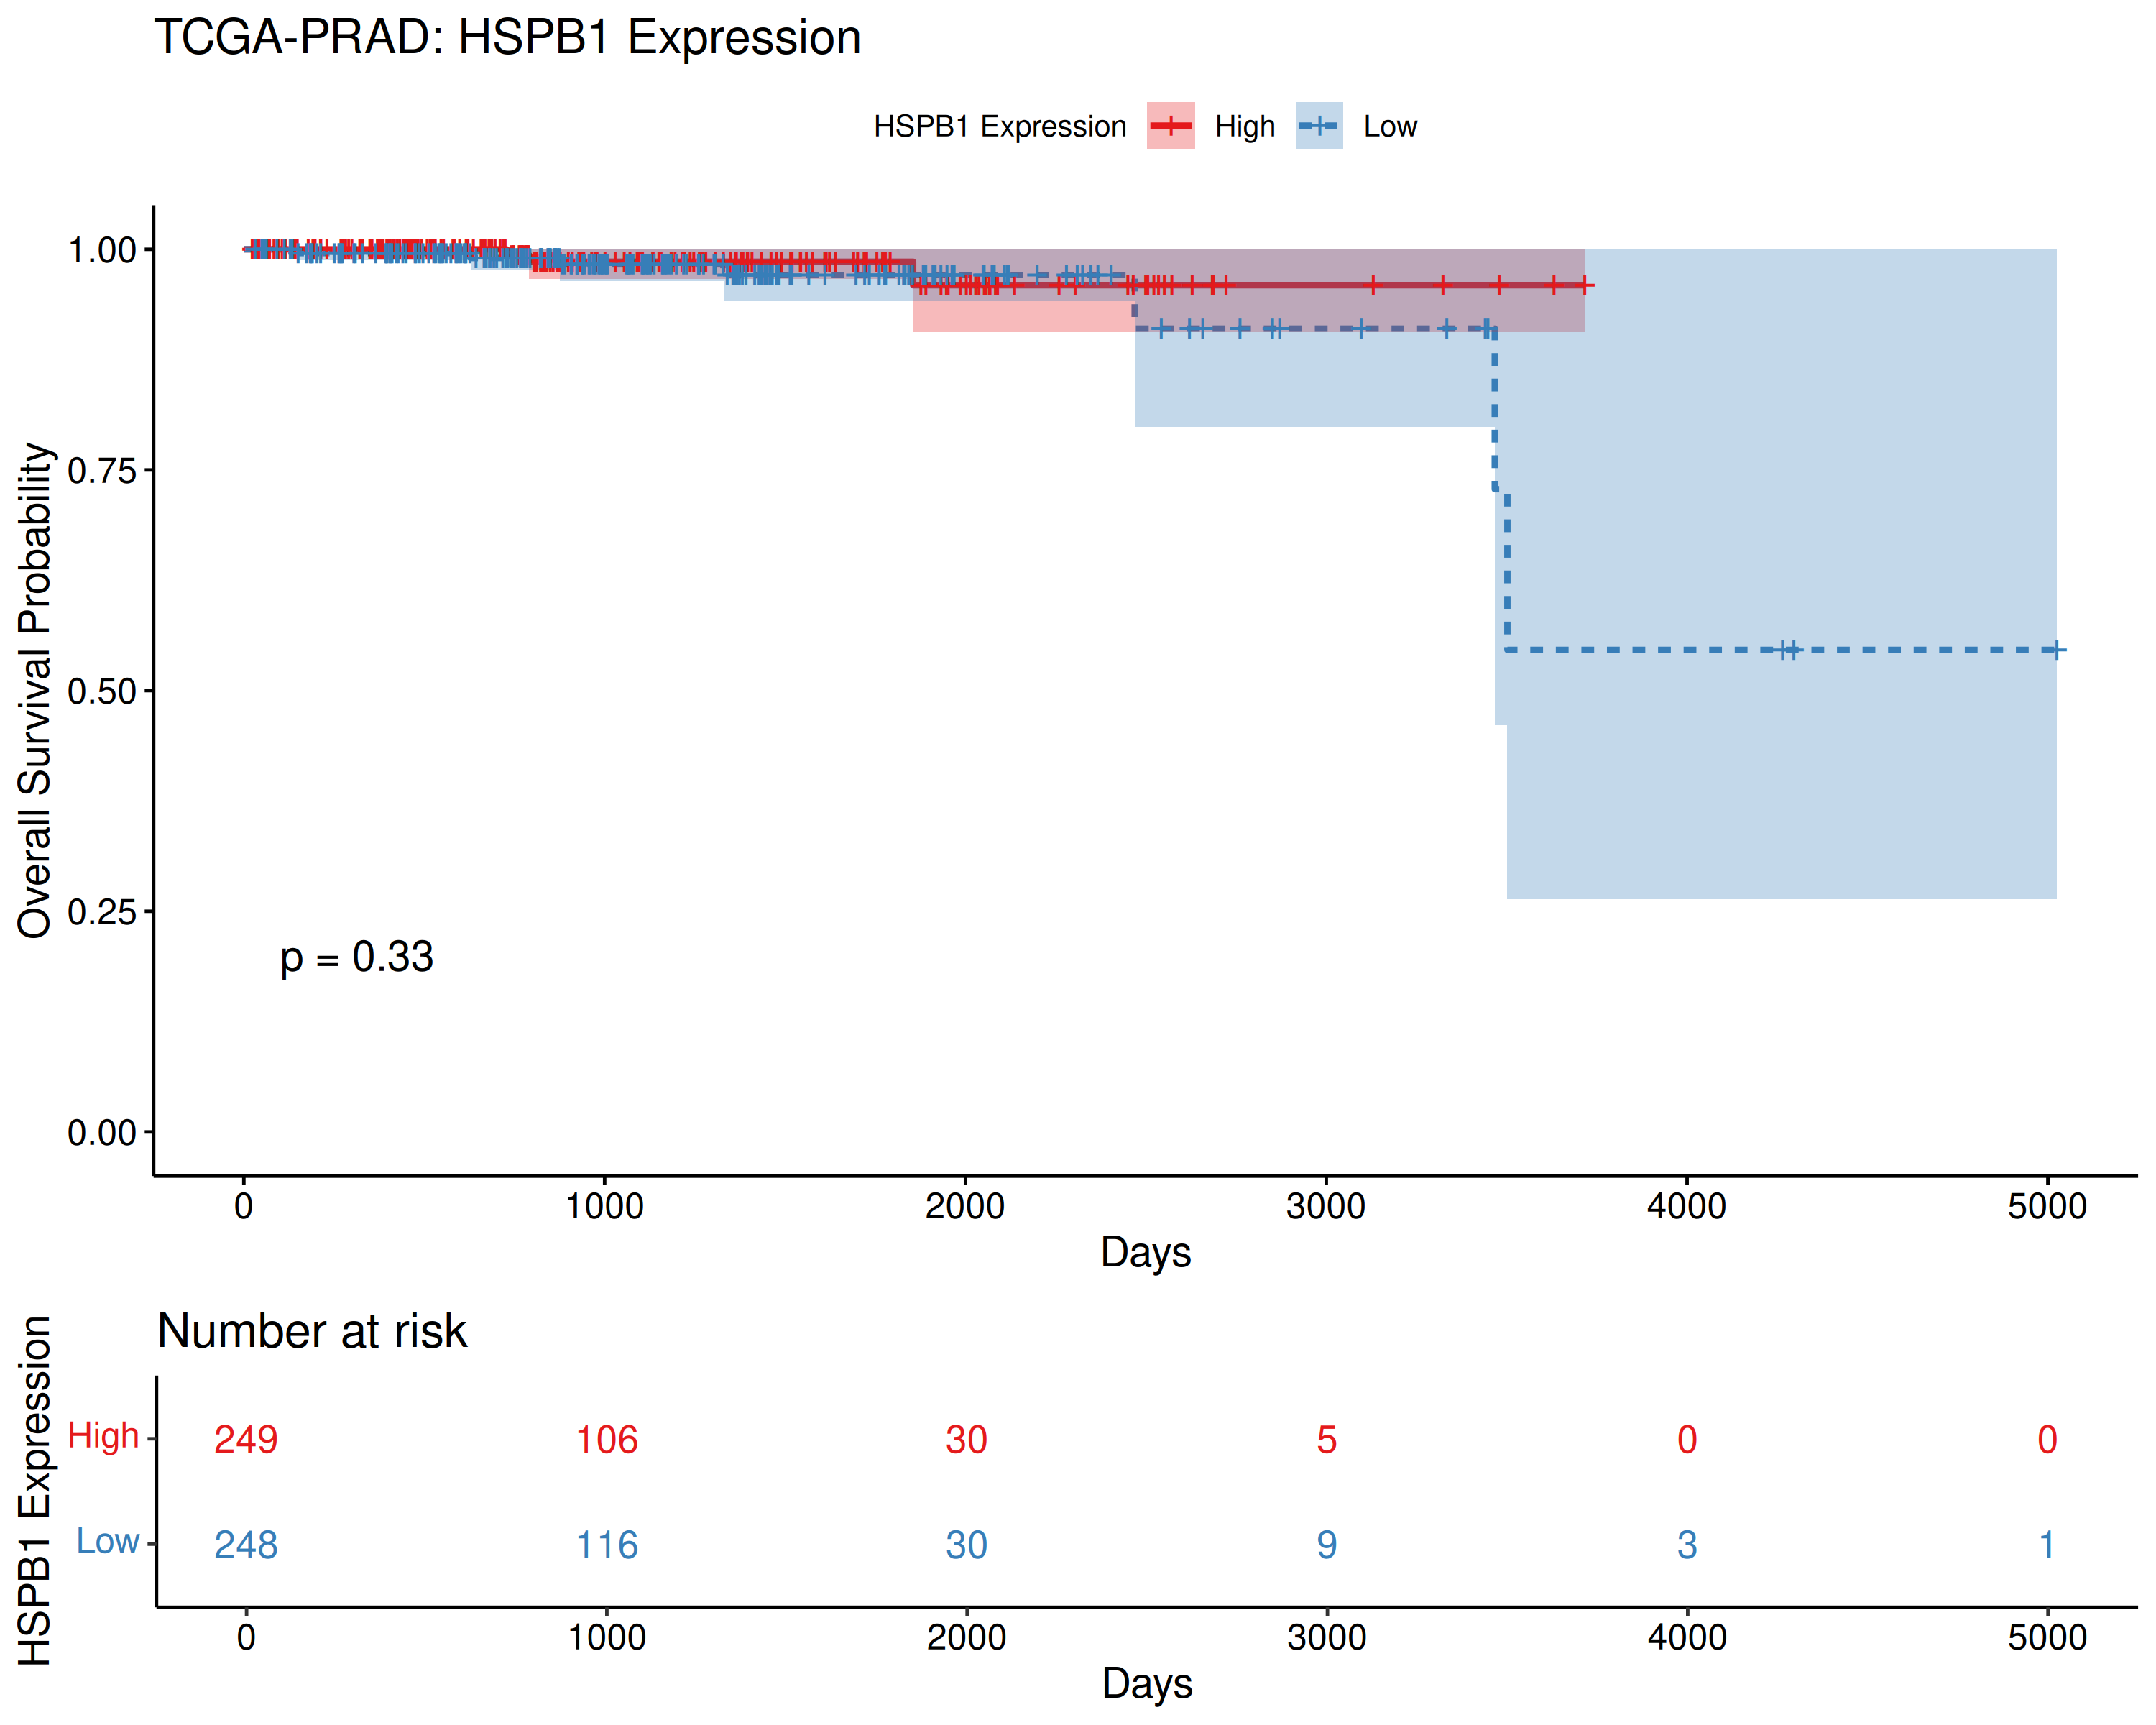 TCGA-PRAD: HSPB1 Expression
HSPB1 Expression High Low
Overall Survival Probability
1.00
0.75
0.50
0.25
0.00
p = 0.33
0 1000 2000 3000 4000 5000
Days
Number at risk
HSPB1 Expression
High 249 106 30 5 0 0
Low 248 116 30 9 3 1
0 1000 2000 3000 4000 5000
Days